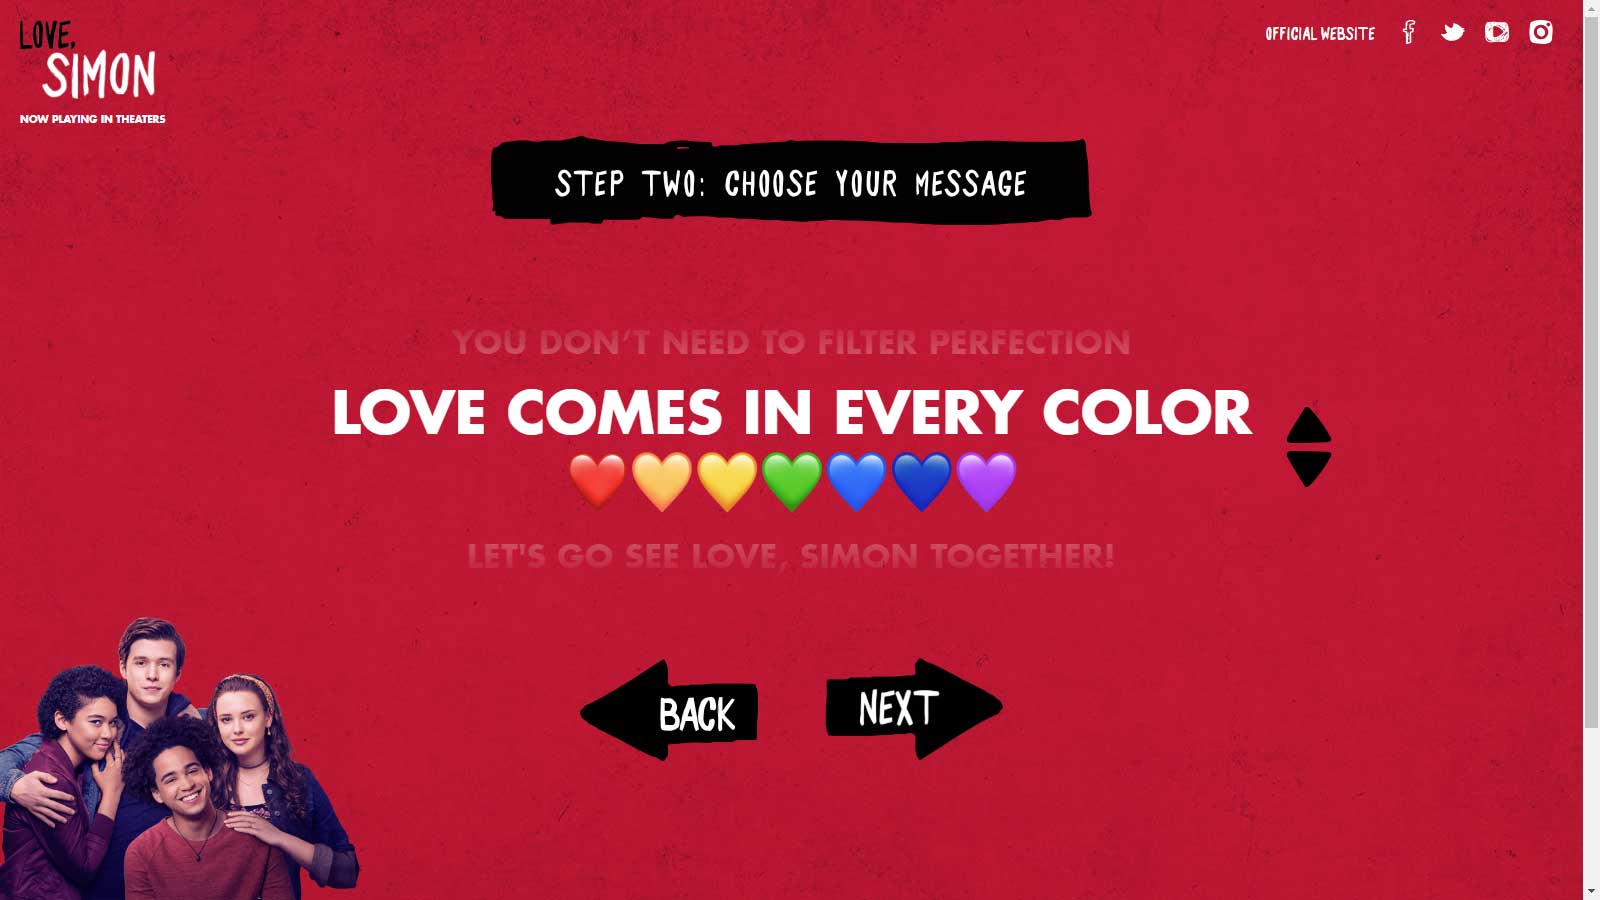 LOVE,
SIMON
NOW PLAYING IN THEATERS
OFFICIAL WEBSITE
STEP TWO: CHOOSE YOUR MESSAGE
YOU DON’T NEED TO FILTER PERFECTION
LOVE COMES IN EVERY COLOR
❤️🧡💛💚💙💙💜
LET'S GO SEE LOVE, SIMON TOGETHER!
BACK
NEXT